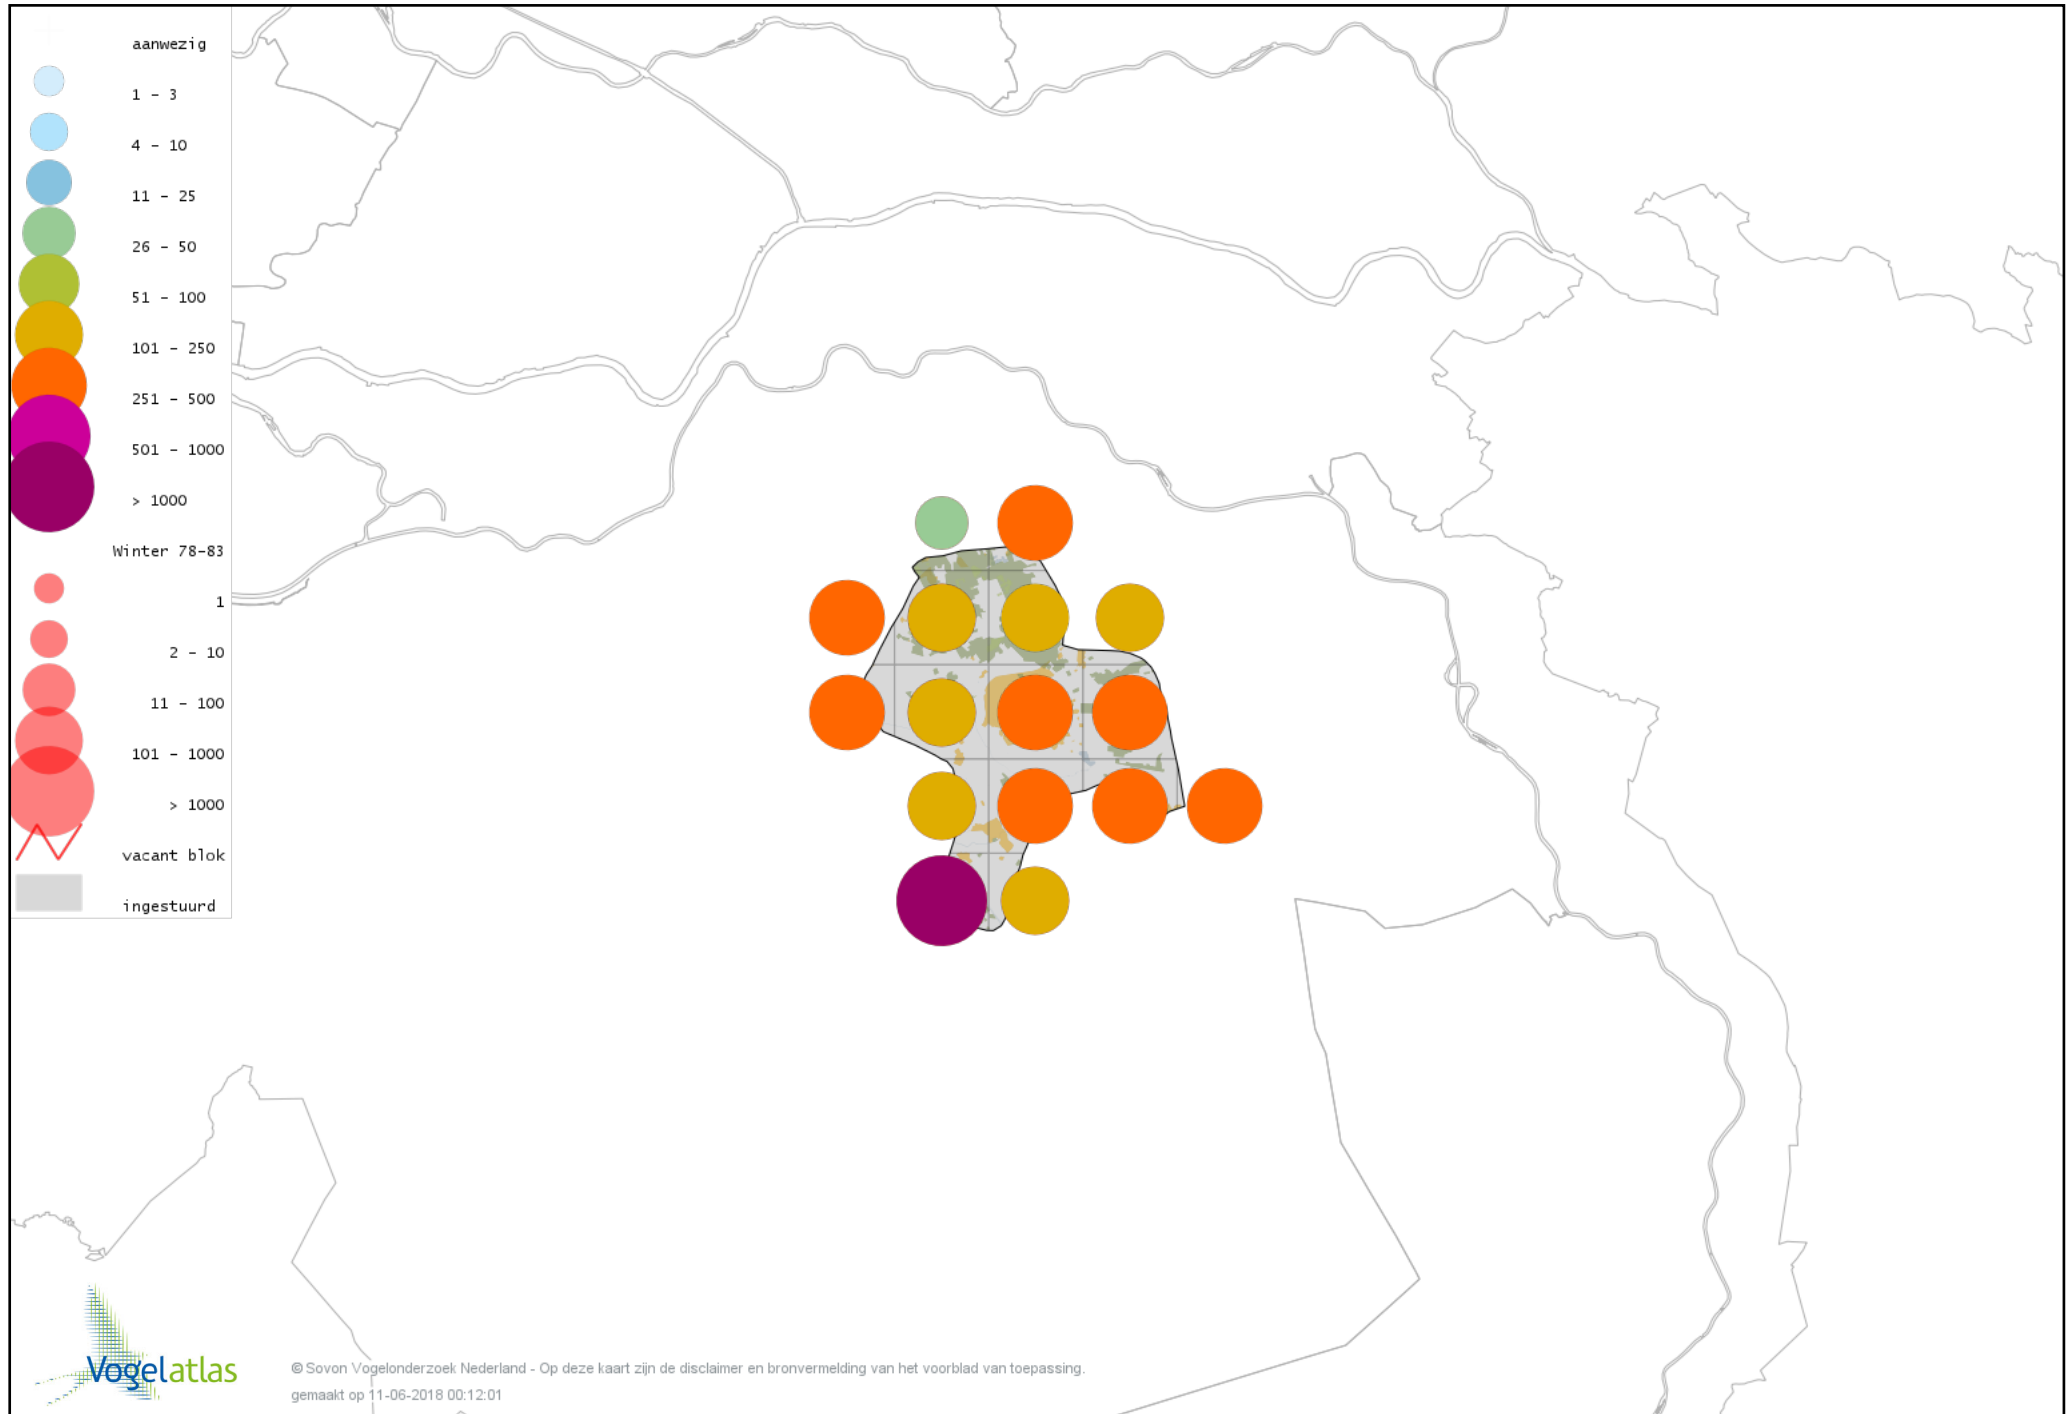 aanwezig
1 - 3
4 - 10
11 - 25
26 - 50
51 - 100
101 - 250
251 - 500
501 - 1000
> 1000
Winter 78-83
1
2 - 10
11 - 100
101 - 1000
> 1000
vacant blok
ingestuurd
Vogelatlas
© Sovon Vogelonderzoek Nederland - Op deze kaart zijn de disclaimer en bronvermelding van het voorblad van toepassing.
gemaakt op 11-06-2018 00:12:01